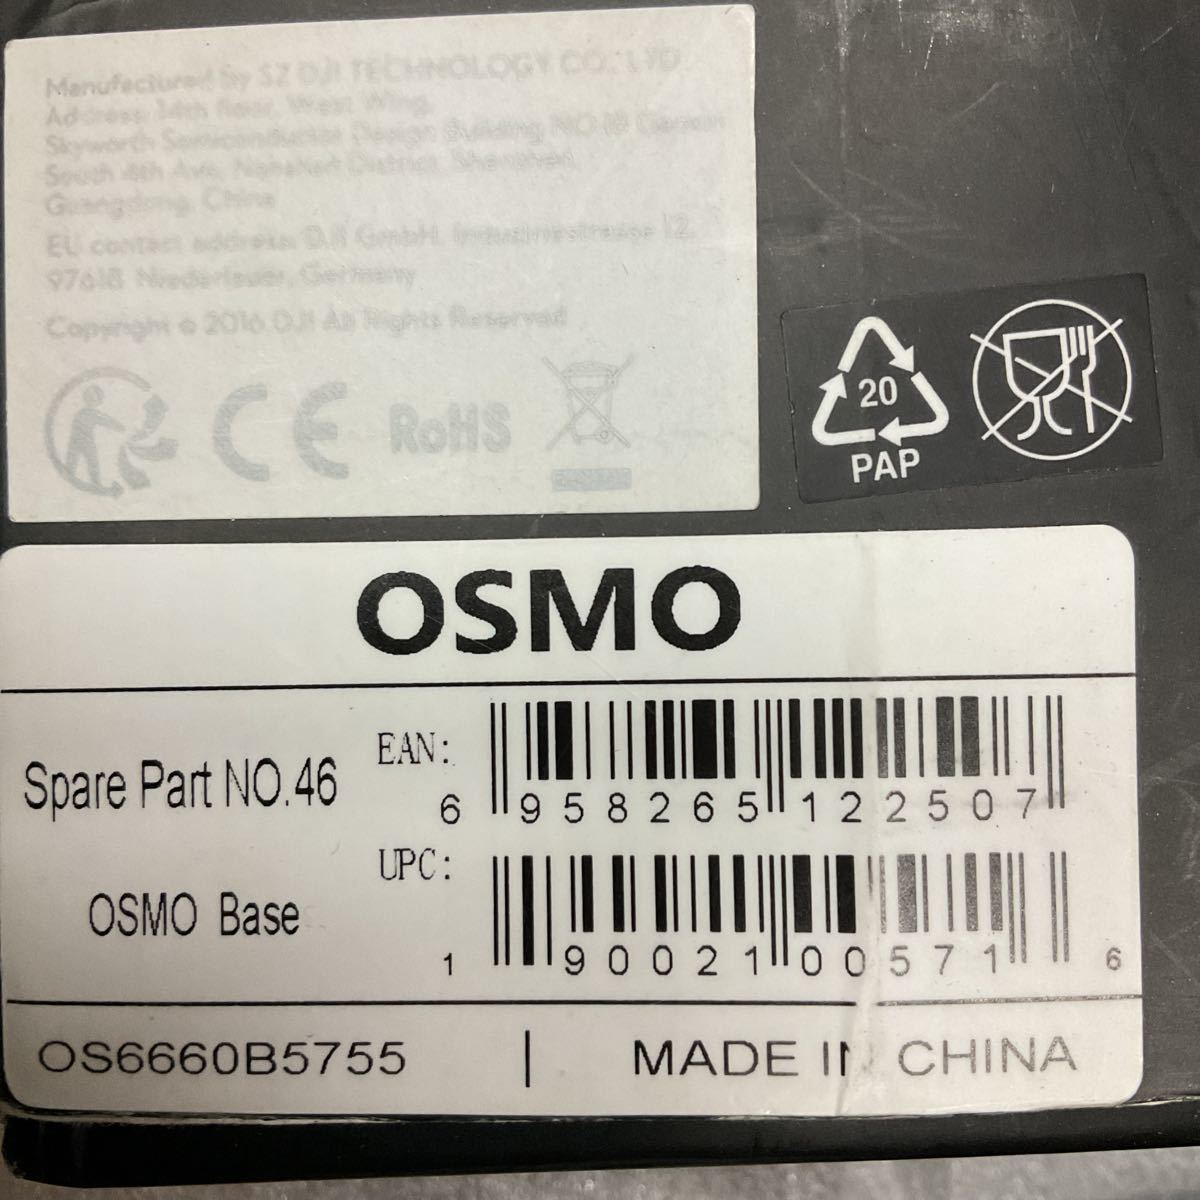 Manufactured by SZ DJI TECHNOLOGY CO., LTD.
Address: 14th floor, West Wing,
Skyworth Semiconductor Design Building NO.18 Gaoxin
South 4th Ave, Nanshan District, Shenzhen,
Guangdong, China
EU contact address: DJI GmbH, Industriestrasse 12,
97618 Niederlauer, Germany
Copyright © 2016 DJI All Rights Reserved
CE RoHS
20
PAP
OSMO
Spare Part NO.46
EAN:
6 958265 122507
OSMO Base
UPC:
1 90021 00571 6
OS6660B5755 | MADE IN CHINA